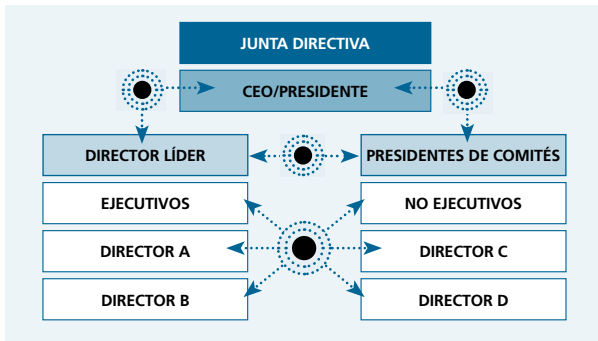 JUNTA DIRECTIVA
CEO/PRESIDENTE
DIRECTOR LÍDER
PRESIDENTES DE COMITÉS
EJECUTIVOS
NO EJECUTIVOS
DIRECTOR A
DIRECTOR C
DIRECTOR B
DIRECTOR D